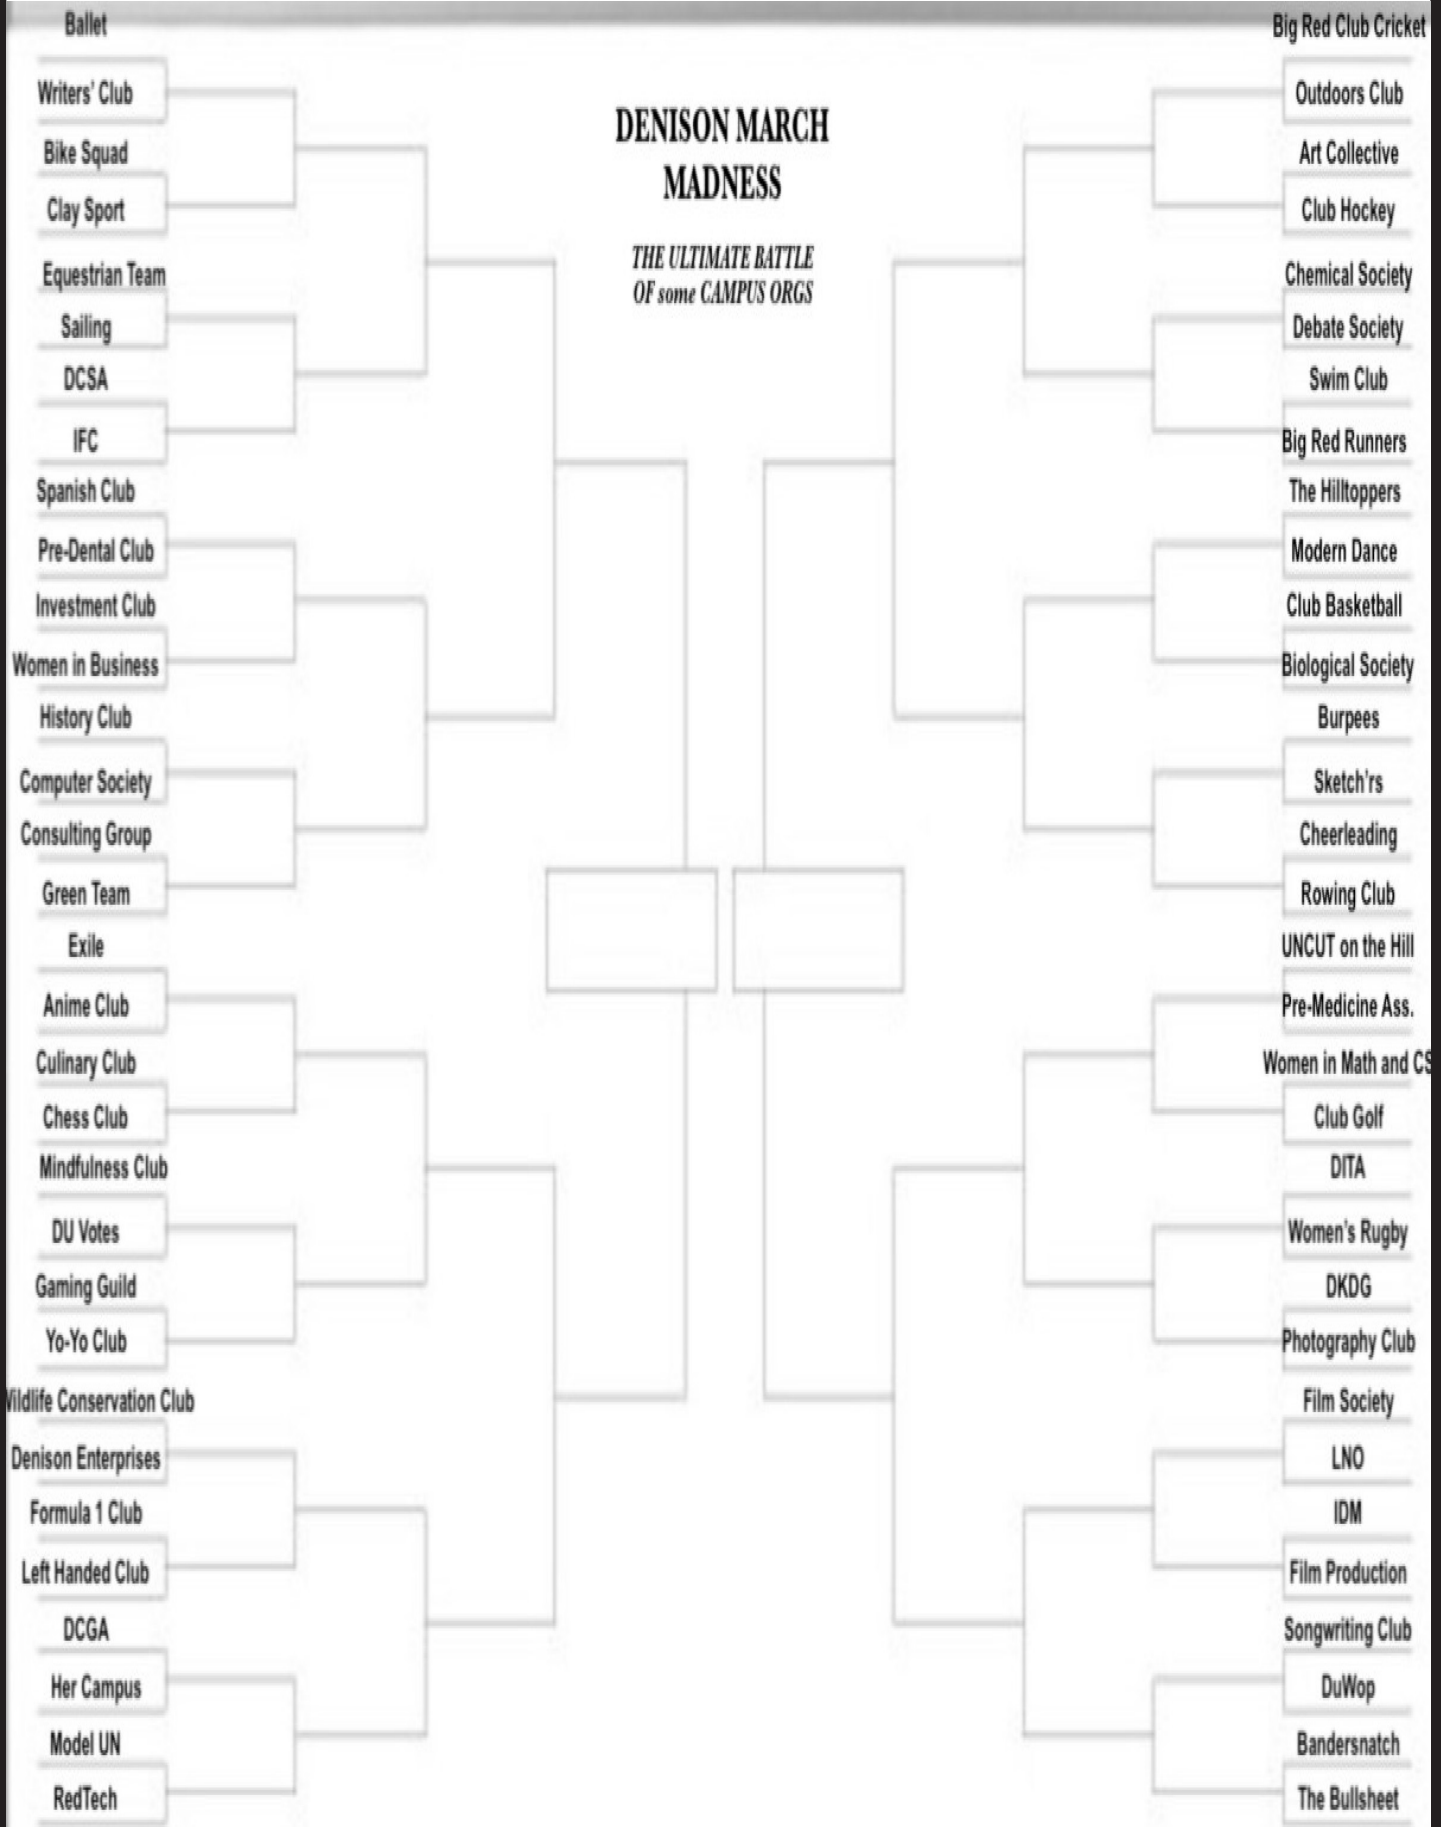 Ballet
Writers' Club
Bike Squad
Clay Sport
Equestrian Team
Sailing
DCSA
IFC
Spanish Club
Pre-Dental Club
Investment Club
Women in Business
History Club
Computer Society
Consulting Group
Green Team
Exile
Anime Club
Culinary Club
Chess Club
Mindfulness Club
DU Votes
Gaming Guild
Yo-Yo Club
Wildlife Conservation Club
Denison Enterprises
Formula 1 Club
Left Handed Club
DCGA
Her Campus
Model UN
RedTech
DENISON MARCH
MADNESS
THE ULTIMATE BATTLE
OF some CAMPUS ORGS
Big Red Club Cricket
Outdoors Club
Art Collective
Club Hockey
Chemical Society
Debate Society
Swim Club
Big Red Runners
The Hilltoppers
Modern Dance
Club Basketball
Biological Society
Burpees
Sketch'rs
Cheerleading
Rowing Club
UNCUT on the Hill
Pre-Medicine Ass.
Women in Math and CS
Club Golf
DITA
Women's Rugby
DKDG
Photography Club
Film Society
LNO
IDM
Film Production
Songwriting Club
DuWop
Bandersnatch
The Bullsheet